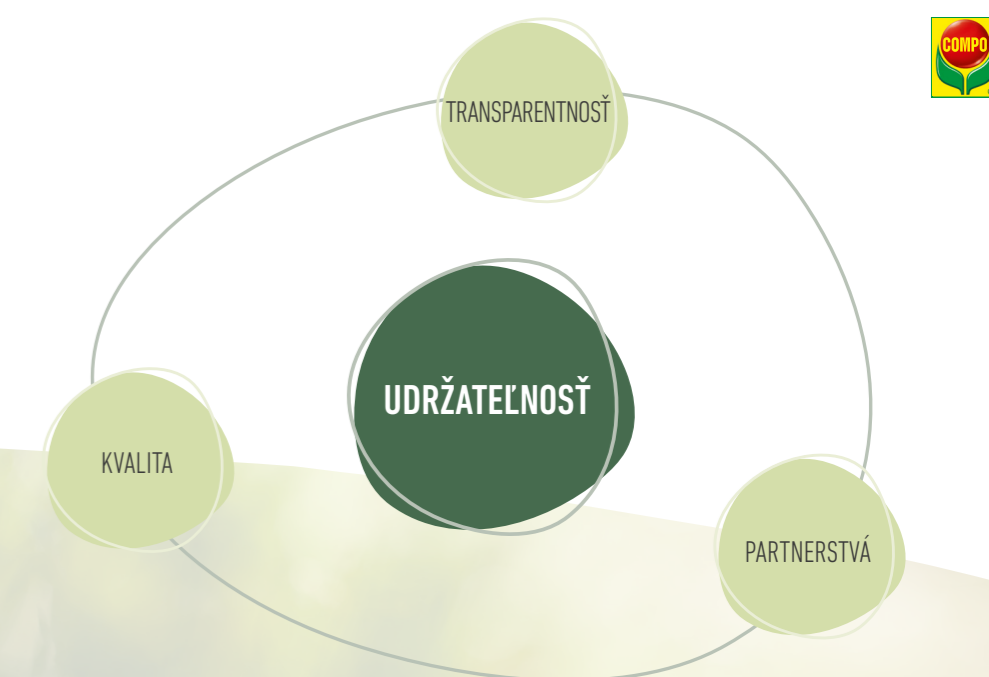 COMPO
TRANSPARENTNOSŤ
UDRŽATEĽNOSŤ
KVALITA
PARTNERSTVÁ